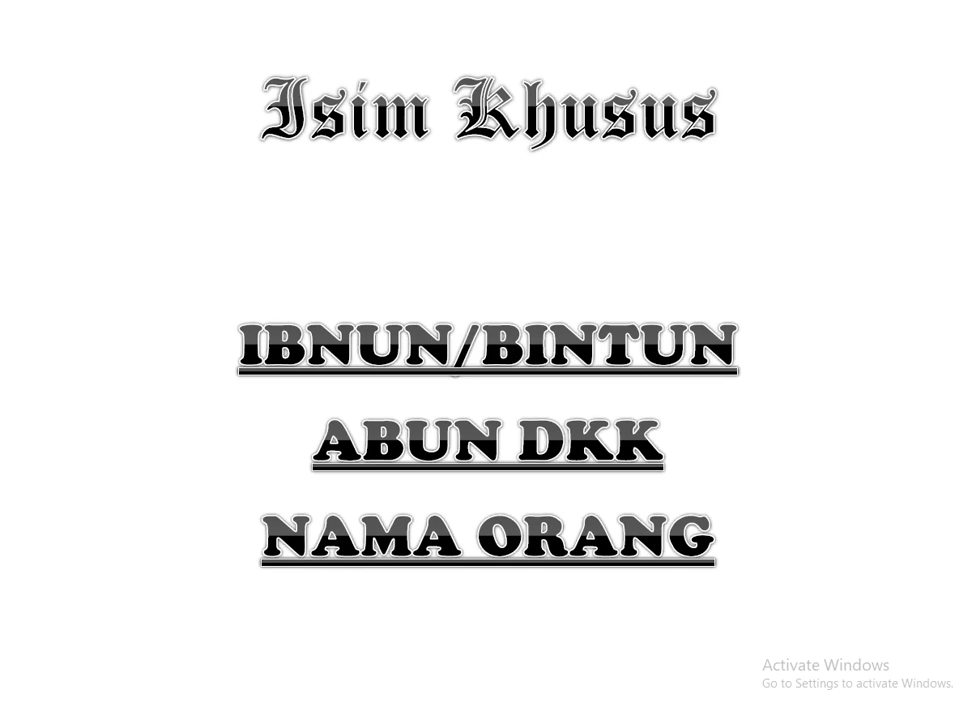 Isim Khusus
IBNUN/BINTUN
ABUN DKK
NAMA ORANG
Activate Windows
Go to Settings to activate Windows.